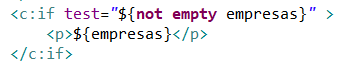 <c:if test="${not empty empresas}" >
    <p>${empresas}</p>
</c:if>